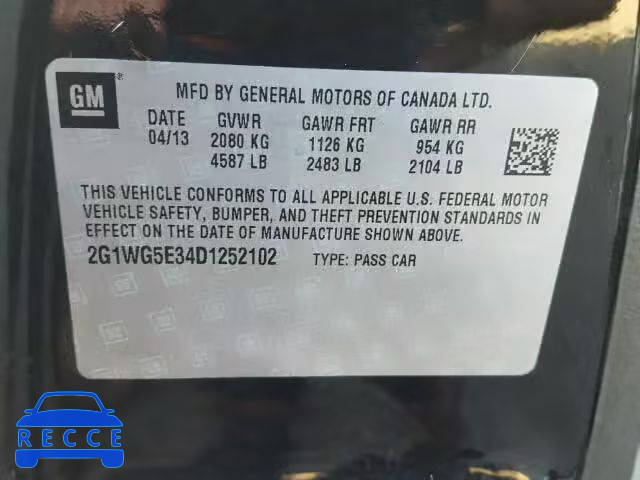 GM ®
MFD BY GENERAL MOTORS OF CANADA LTD.
DATE GVWR GAWR FRT GAWR RR
04/13 2080 KG 1126 KG 954 KG
4587 LB 2483 LB 2104 LB
THIS VEHICLE CONFORMS TO ALL APPLICABLE U.S. FEDERAL MOTOR
VEHICLE SAFETY, BUMPER, AND THEFT PREVENTION STANDARDS IN
EFFECT ON THE DATE OF MANUFACTURE SHOWN ABOVE.
2G1WG5E34D1252102 TYPE: PASS CAR
RECCE